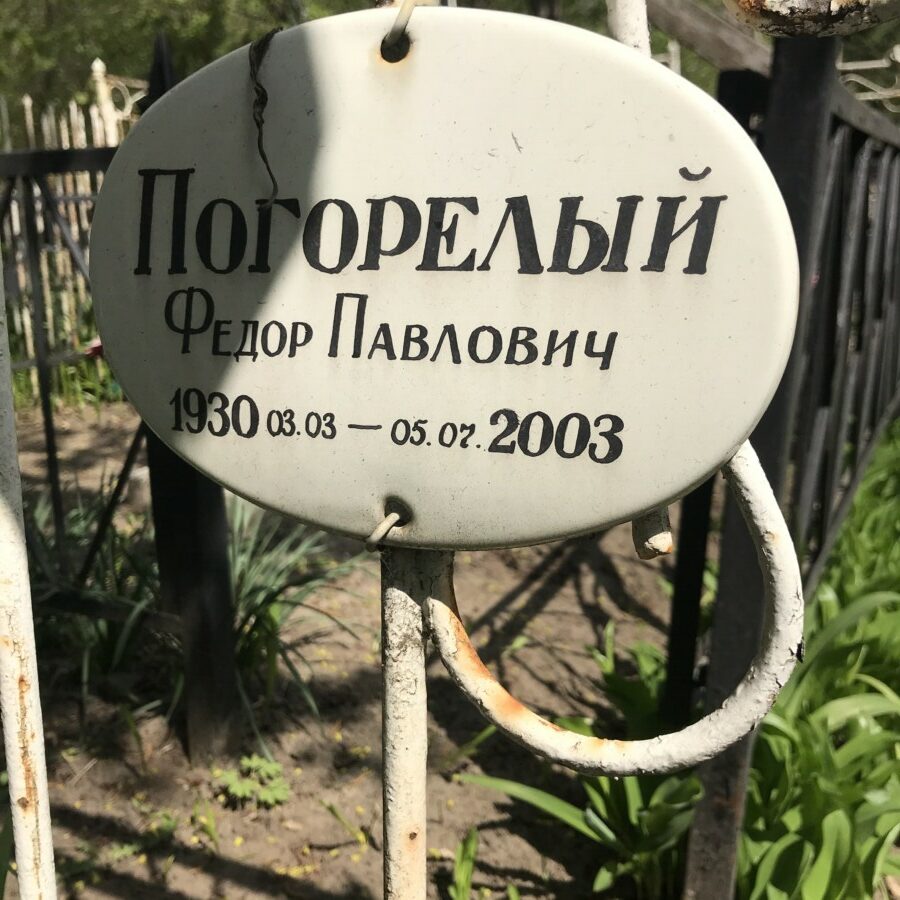 Погорелый
Федор Павлович
1930 03.03 — 05.07. 2003